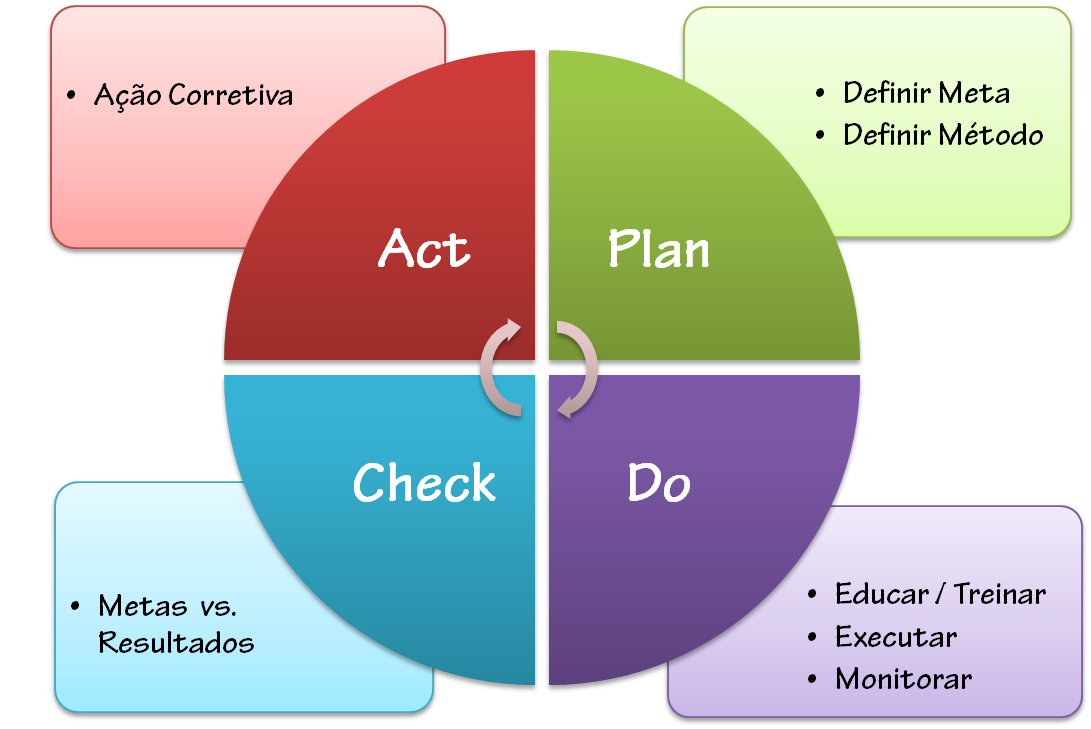 • Ação Corretiva
• Definir Meta
• Definir Método
Act
Plan
Check
Do
• Metas vs.
Resultados
• Educar / Treinar
• Executar
• Monitorar